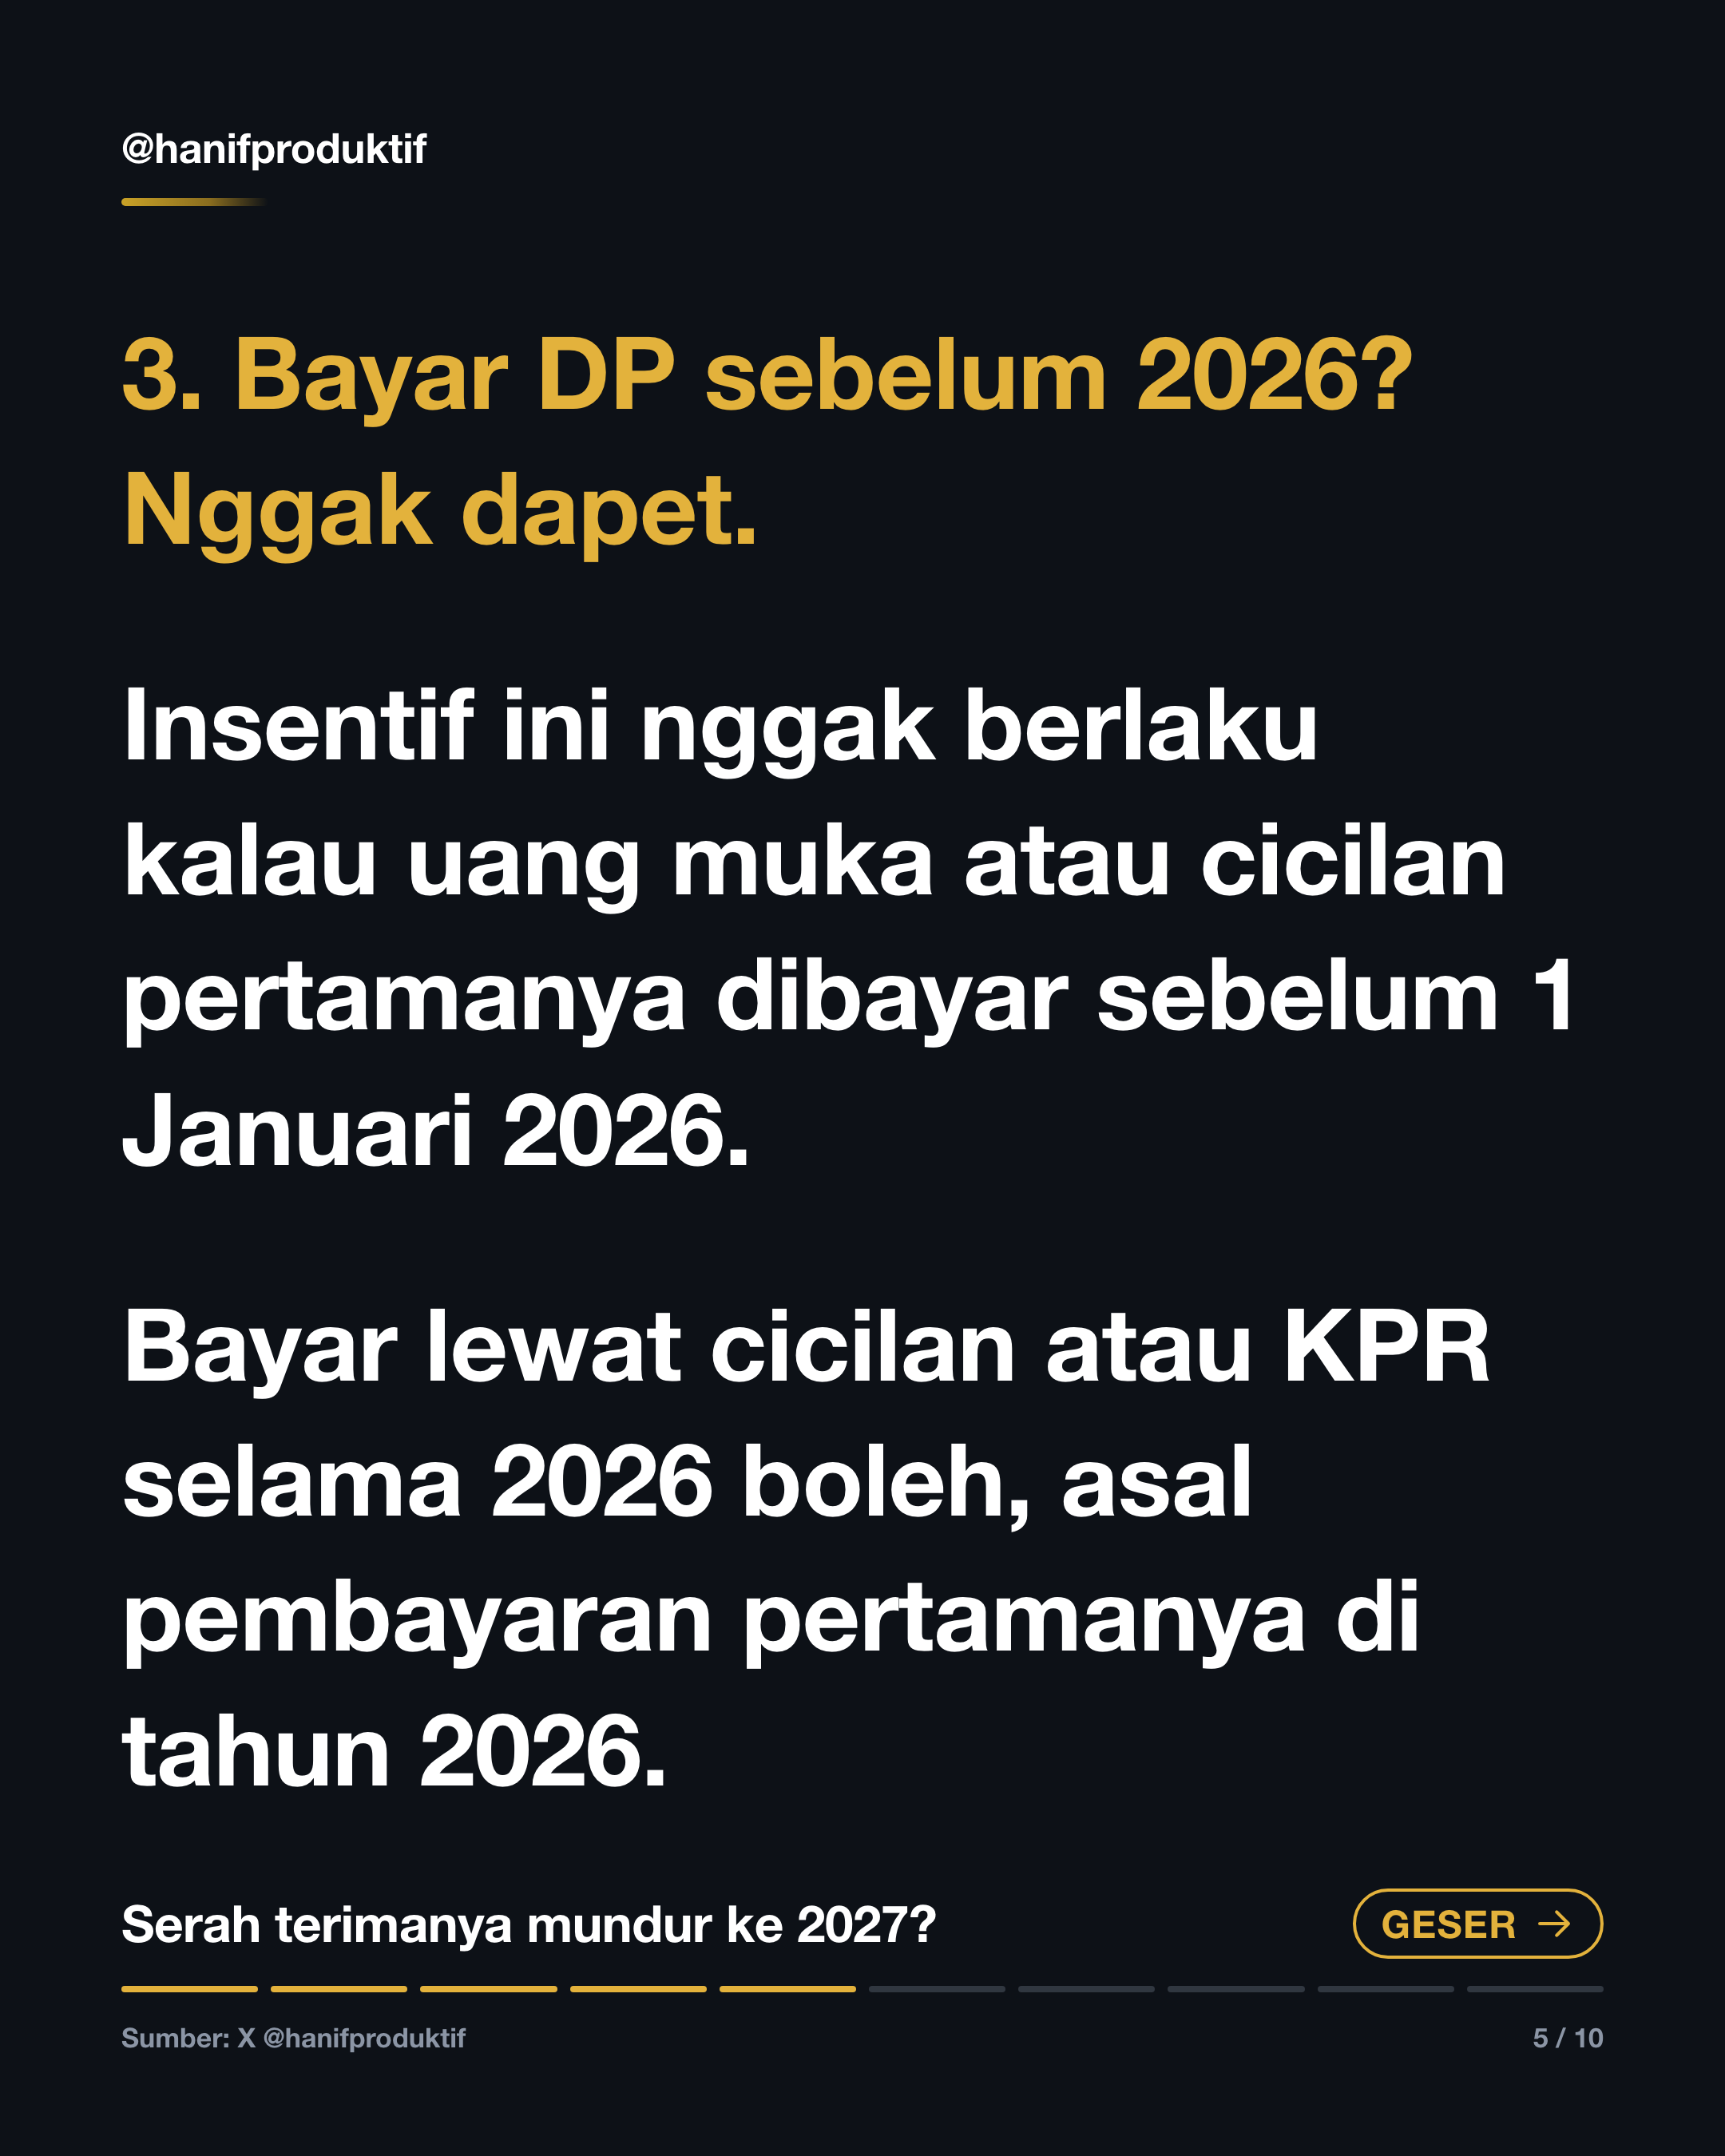 @hanifproduktif
3. Bayar DP sebelum 2026?
Nggak dapet.
Insentif ini nggak berlaku
kalau uang muka atau cicilan
pertamanya dibayar sebelum 1
Januari 2026.
Bayar lewat cicilan atau KPR
selama 2026 boleh, asal
pembayaran pertamanya di
tahun 2026.
Serah terimanya mundur ke 2027?
GESER →
Sumber: X @hanifproduktif
5 / 10